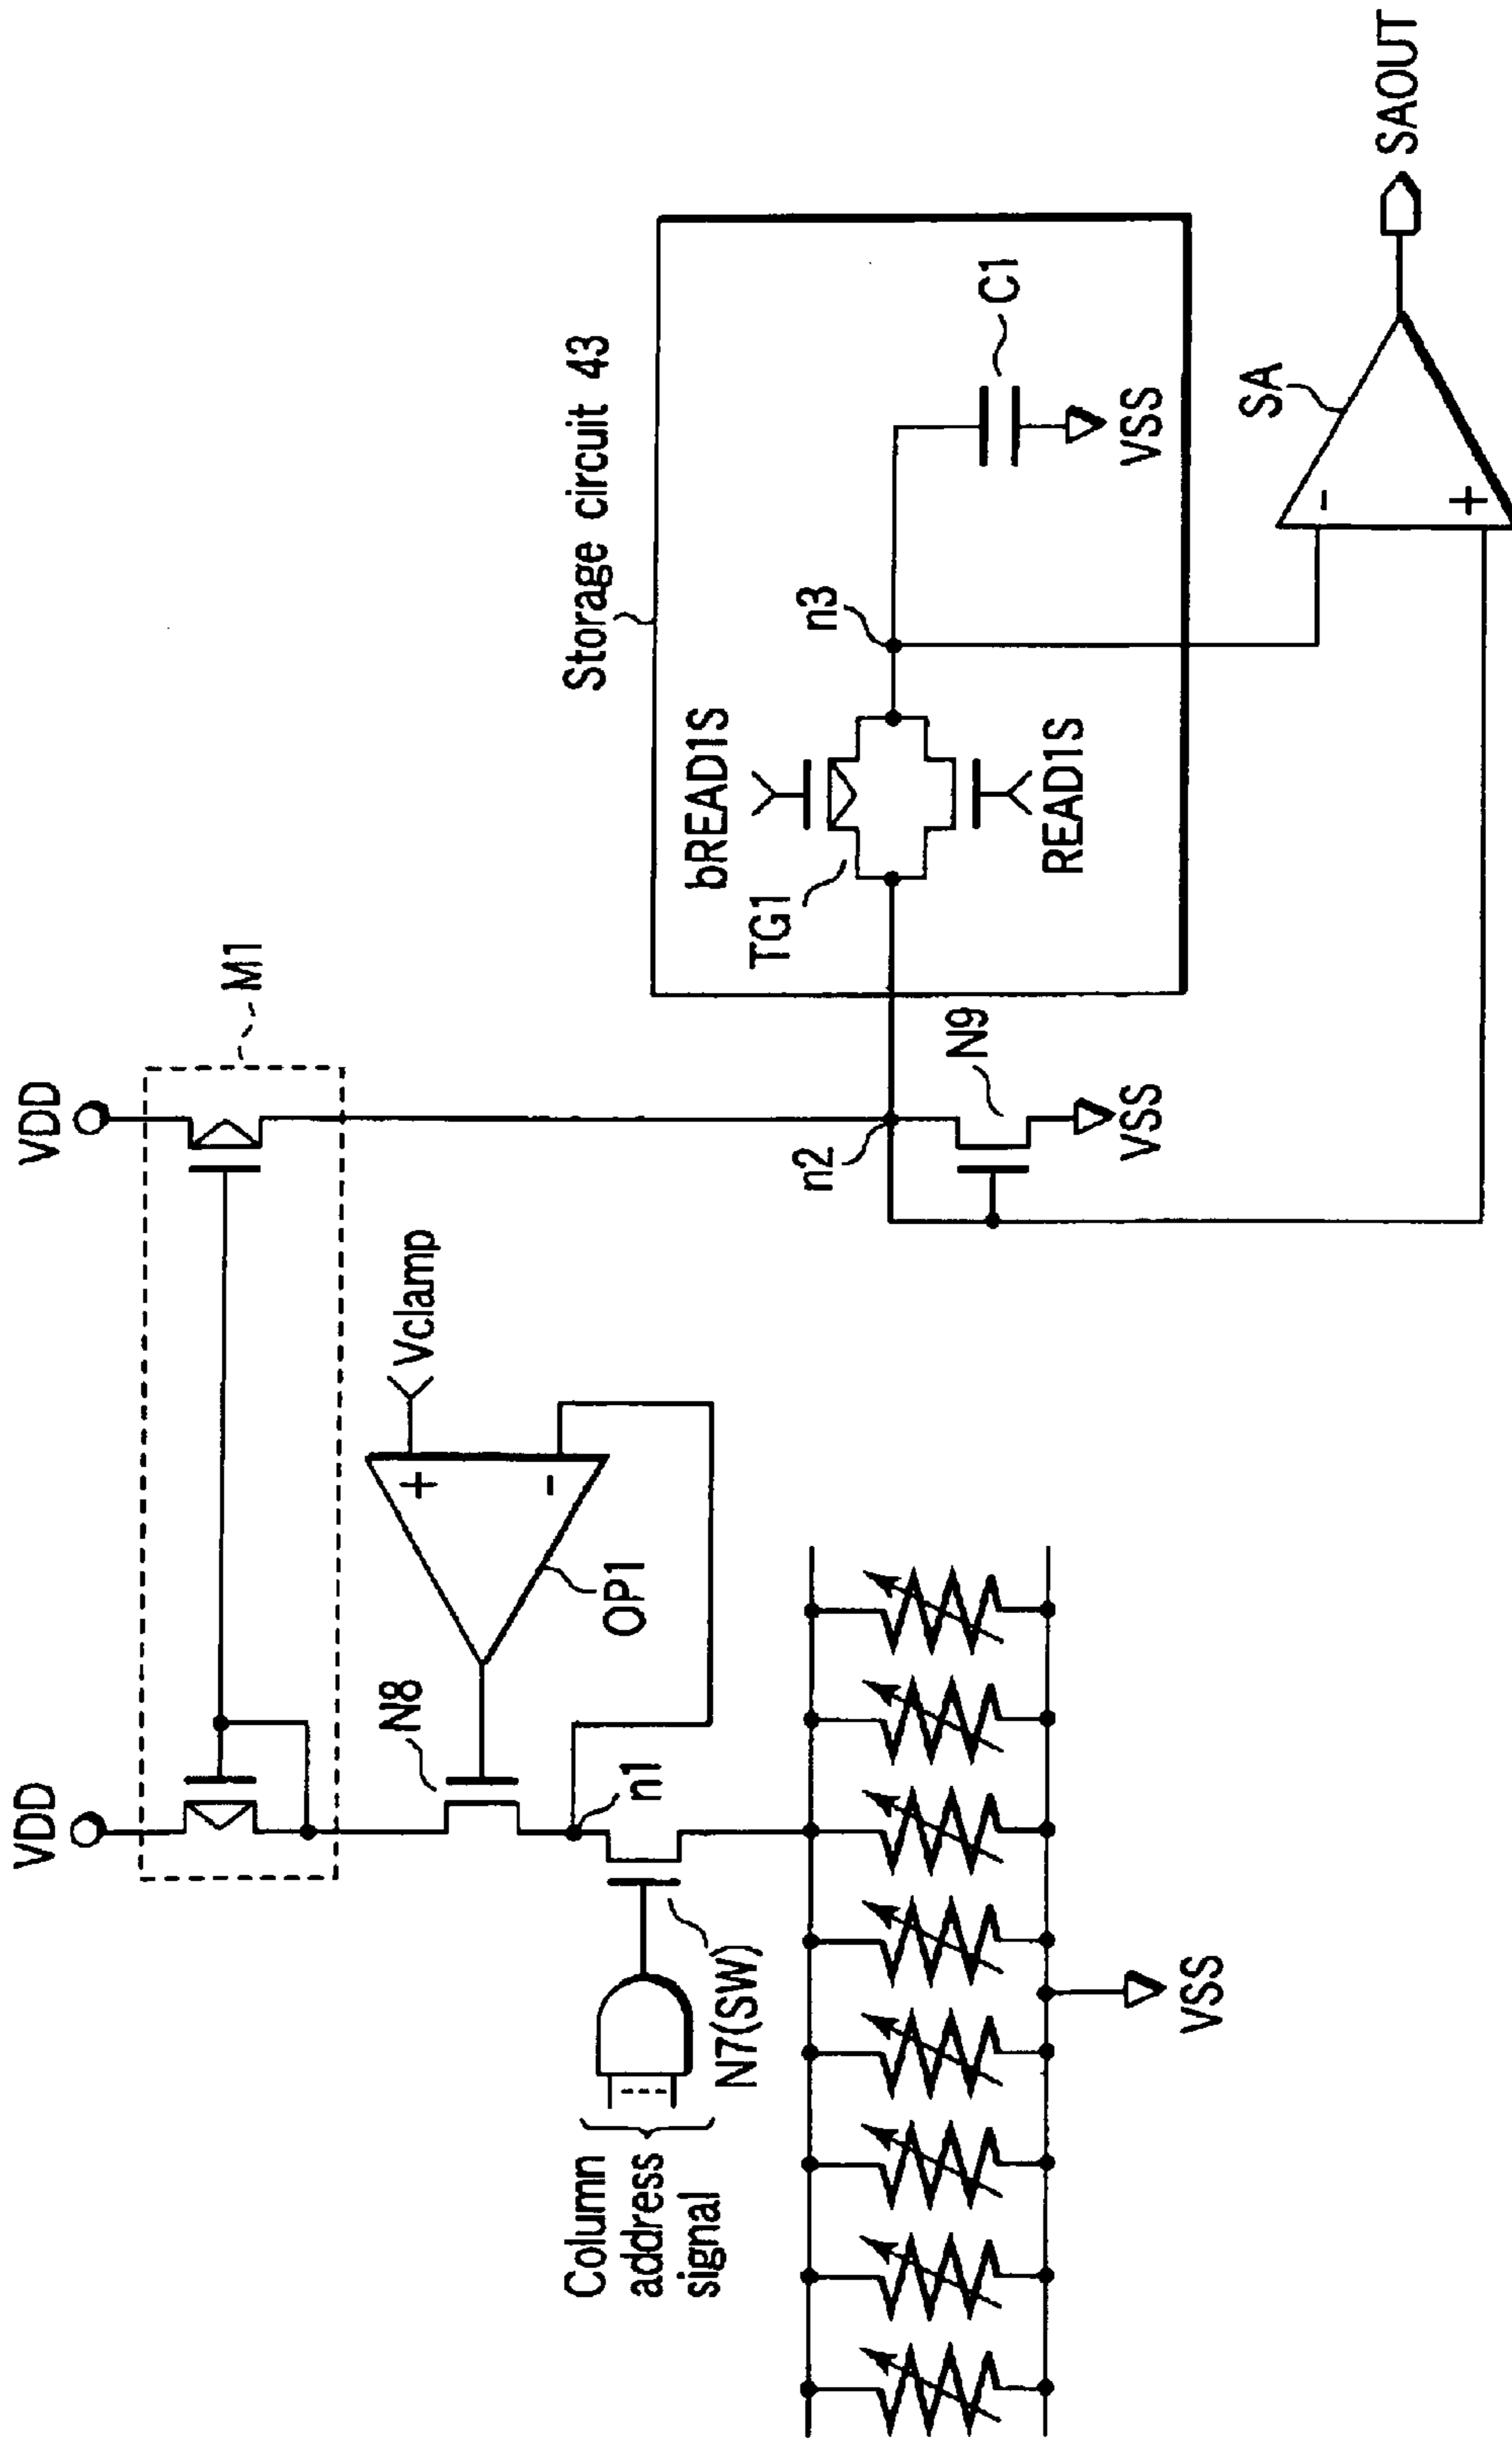 VDD
VDD
M1
Vclamp
N8
OP1
n1
N7(SW)
Column
address
signal
VSS
n2
N9
VSS
Storage circuit 43
bREAD1S
TG1
READ1S
n3
C1
VSS
SA
SAOUT
+
-
-
+